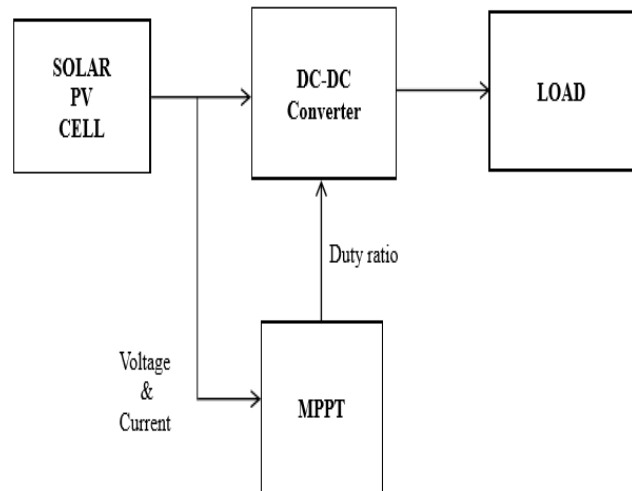 SOLAR
PV
CELL
DC-DC
Converter
LOAD
Duty ratio
Voltage
&
Current
MPPT